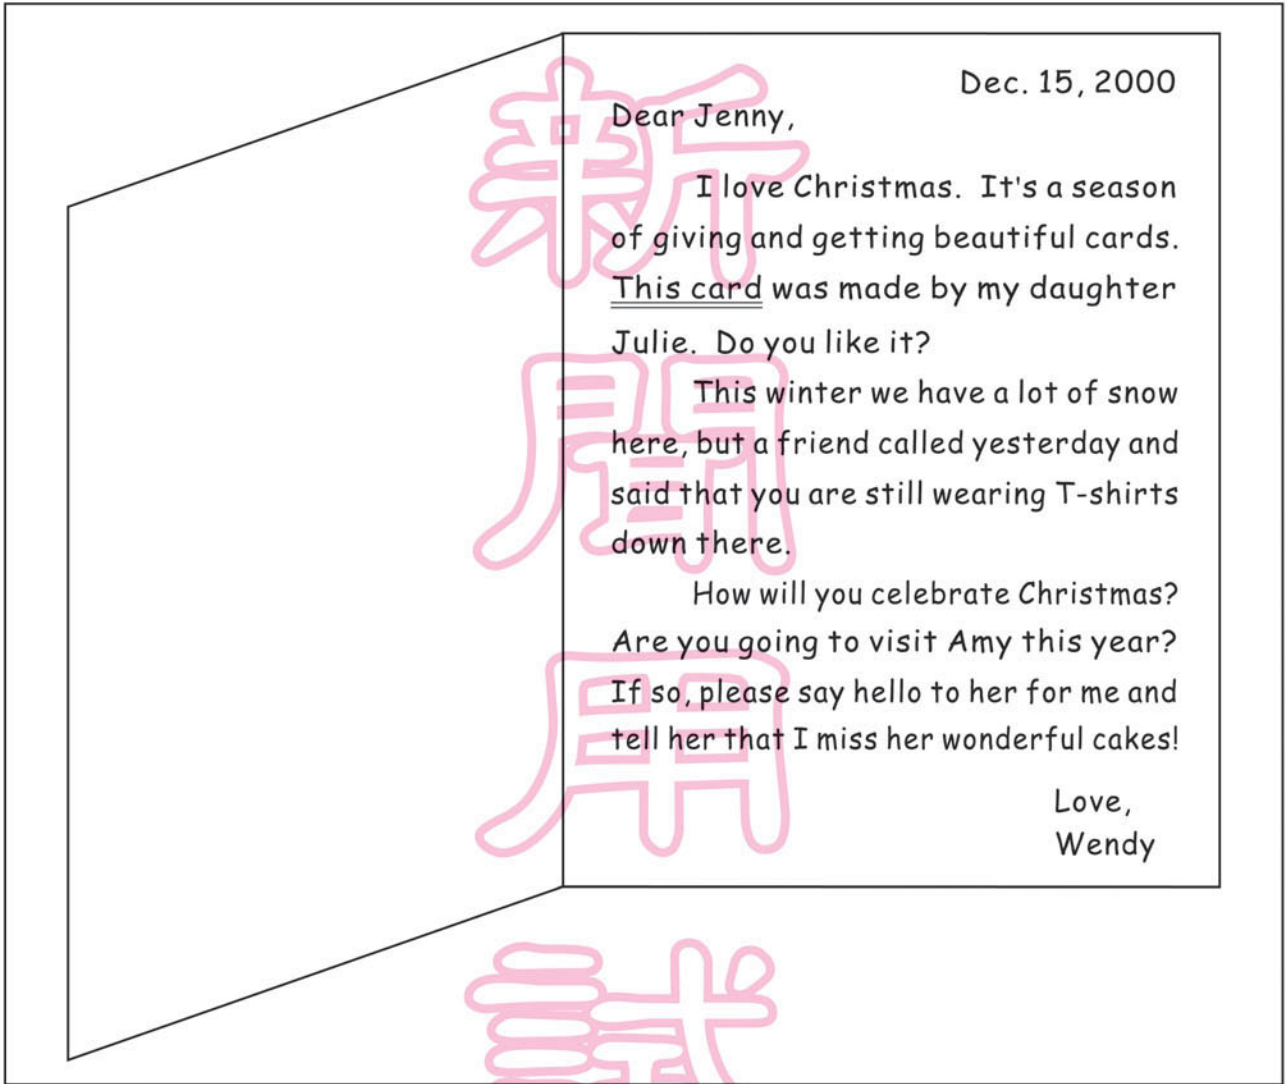 Dec. 15, 2000
Dear Jenny,
I love Christmas.  It's a season
of giving and getting beautiful cards.
This card was made by my daughter
Julie.  Do you like it?
This winter we have a lot of snow
here, but a friend called yesterday and
said that you are still wearing T-shirts
down there.
How will you celebrate Christmas?
Are you going to visit Amy this year?
If so, please say hello to her for me and
tell her that I miss her wonderful cakes!
Love,
Wendy
新
聞
用
試